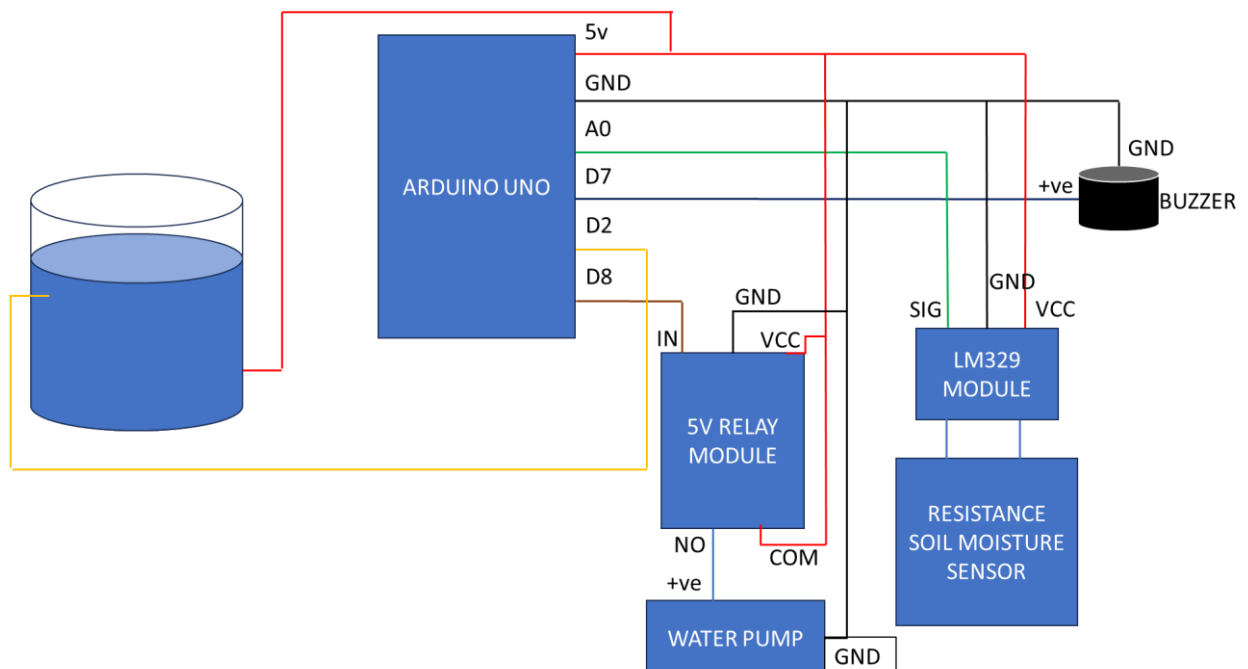 5v
GND
A0
D7
D2
D8
ARDUINO UNO
GND
+ve
BUZZER
GND
IN
VCC
5V RELAY
MODULE
NO
COM
+ve
WATER PUMP
GND
SIG
GND
VCC
LM329
MODULE
RESISTANCE
SOIL MOISTURE
SENSOR